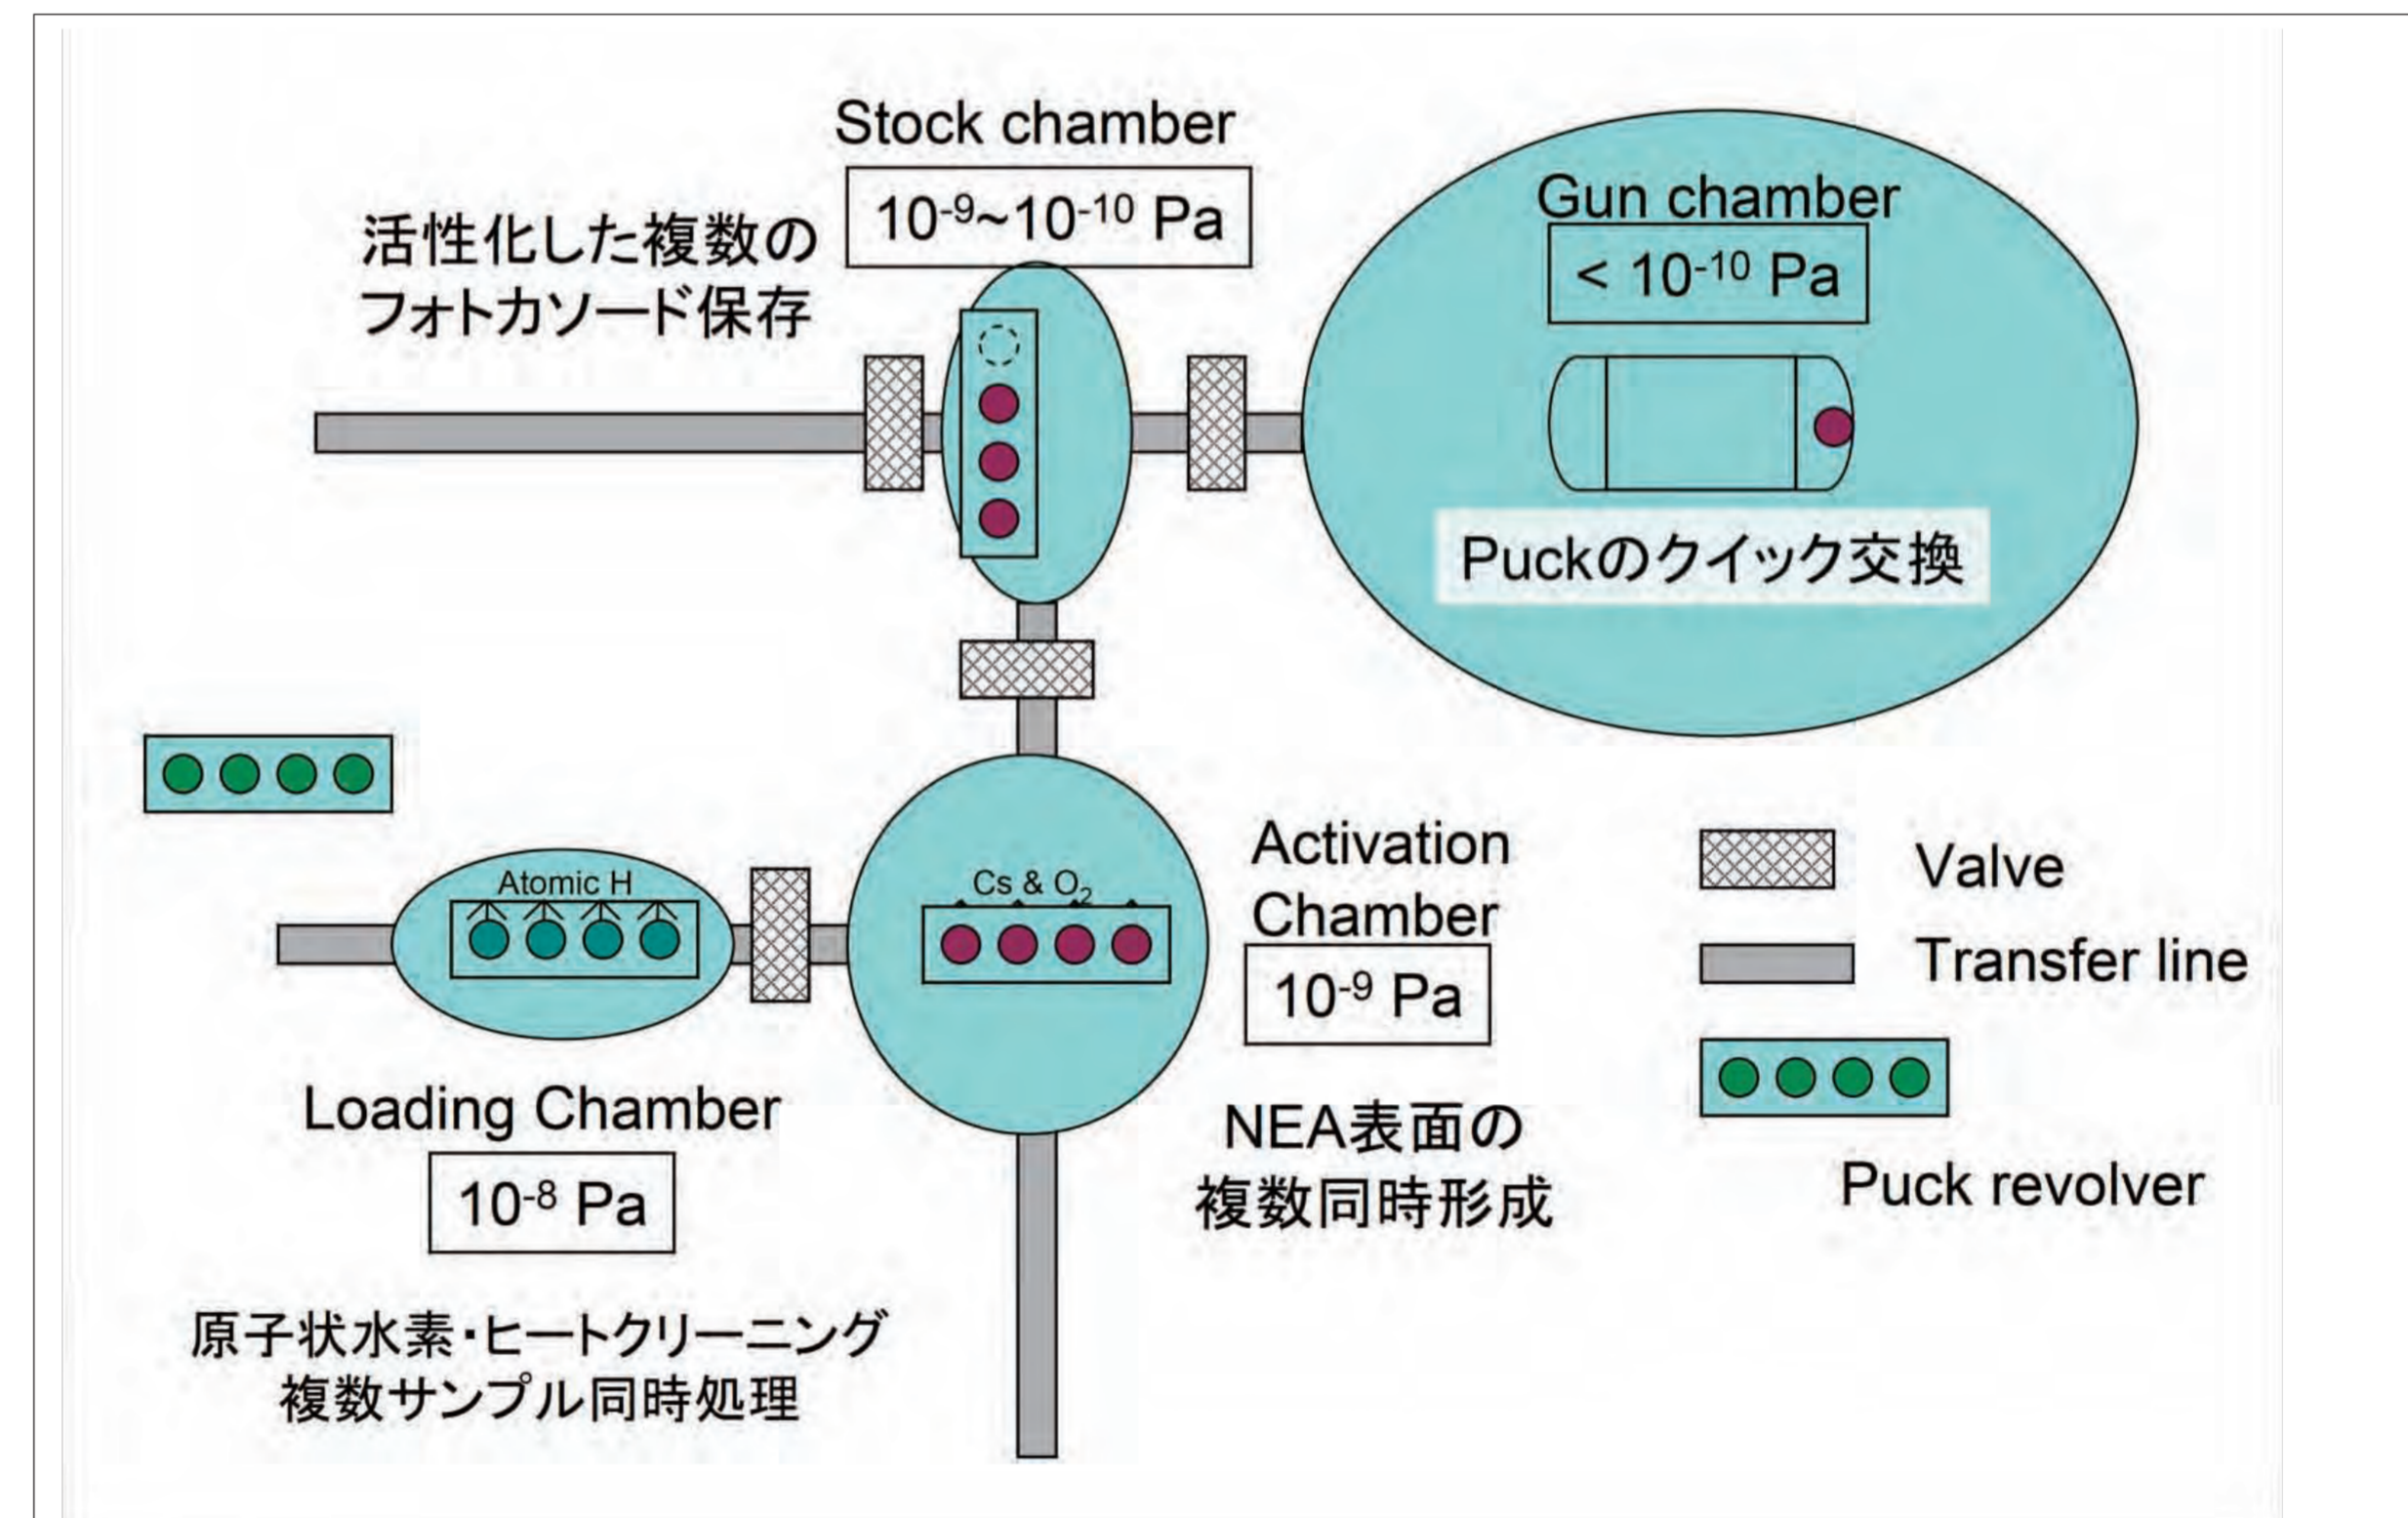 Stock chamber
10-9~10-10 Pa
活性化した複数の
フォトカソード保存
Gun chamber
< 10-10 Pa
Puckのクイック交換
Atomic H
Cs & O2
Activation
Chamber
10-9 Pa
NEA表面の
複数同時形成
Loading Chamber
10-8 Pa
原子状水素・ヒートクリーニング
複数サンプル同時処理
Valve
Transfer line
Puck revolver